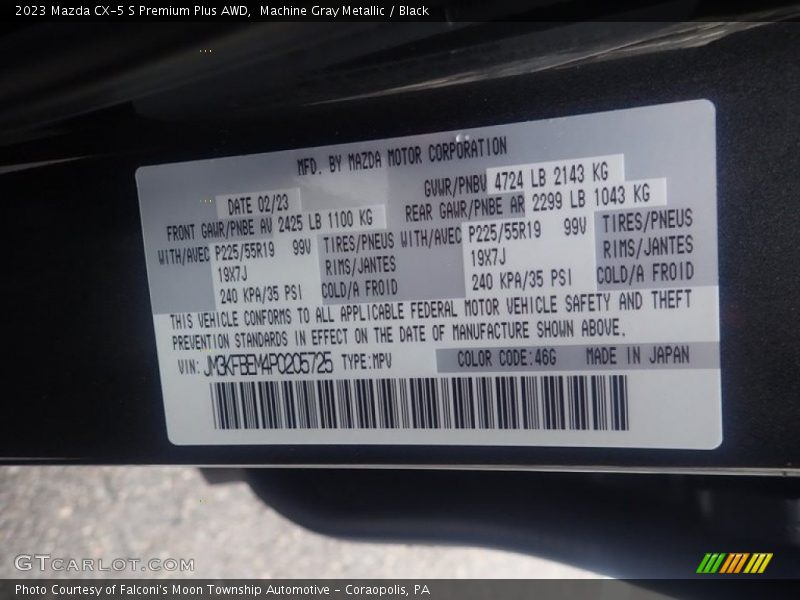 2023 Mazda CX-5 S Premium Plus AWD,  Machine Gray Metallic / Black
MFD. BY MAZDA MOTOR CORPORATION
DATE 02/23 GVWR/PNBV 4724 LB 2143 KG
FRONT GAWR/PNBE AV 2425 LB 1100 KG REAR GAWR/PNBE AR 2299 LB 1043 KG
WITH/AVEC P225/55R19 99V TIRES/PNEUS WITH/AVEC P225/55R19 99V TIRES/PNEUS
19X7J RIMS/JANTES 19X7J RIMS/JANTES
240 KPA/35 PSI COLD/A FROID 240 KPA/35 PSI COLD/A FROID
THIS VEHICLE CONFORMS TO ALL APPLICABLE FEDERAL MOTOR VEHICLE SAFETY AND THEFT
PREVENTION STANDARDS IN EFFECT ON THE DATE OF MANUFACTURE SHOWN ABOVE.
VIN: JM3KFBEM4P0205725 TYPE:MPV COLOR CODE:46G MADE IN JAPAN
GTCARLOT.COM
Photo Courtesy of Falconi's Moon Township Automotive - Coraopolis, PA